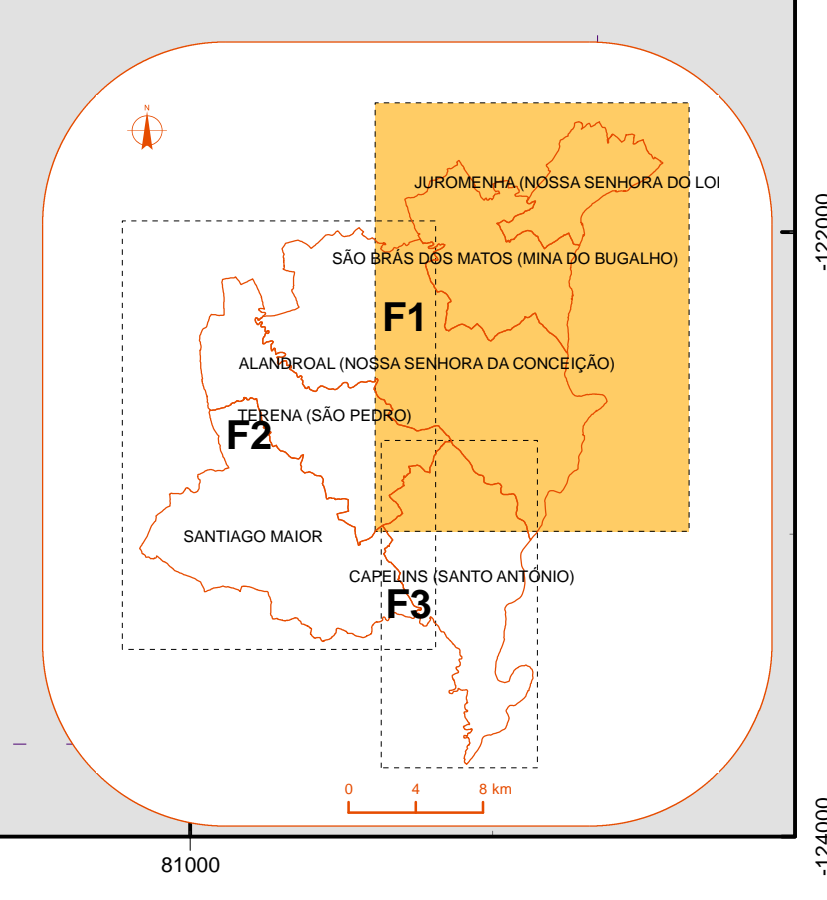 N
JUROMENHA (NOSSA SENHORA DO LOI
-122000
SÃO BRÁS DOS MATOS (MINA DO BUGALHO)
F1
ALANDROAL (NOSSA SENHORA DA CONCEIÇÃO)
TERENA (SÃO PEDRO)
F2
SANTIAGO MAIOR
CAPELINS (SANTO ANTÓNIO)
F3
0 4 8 km
-124000
81000